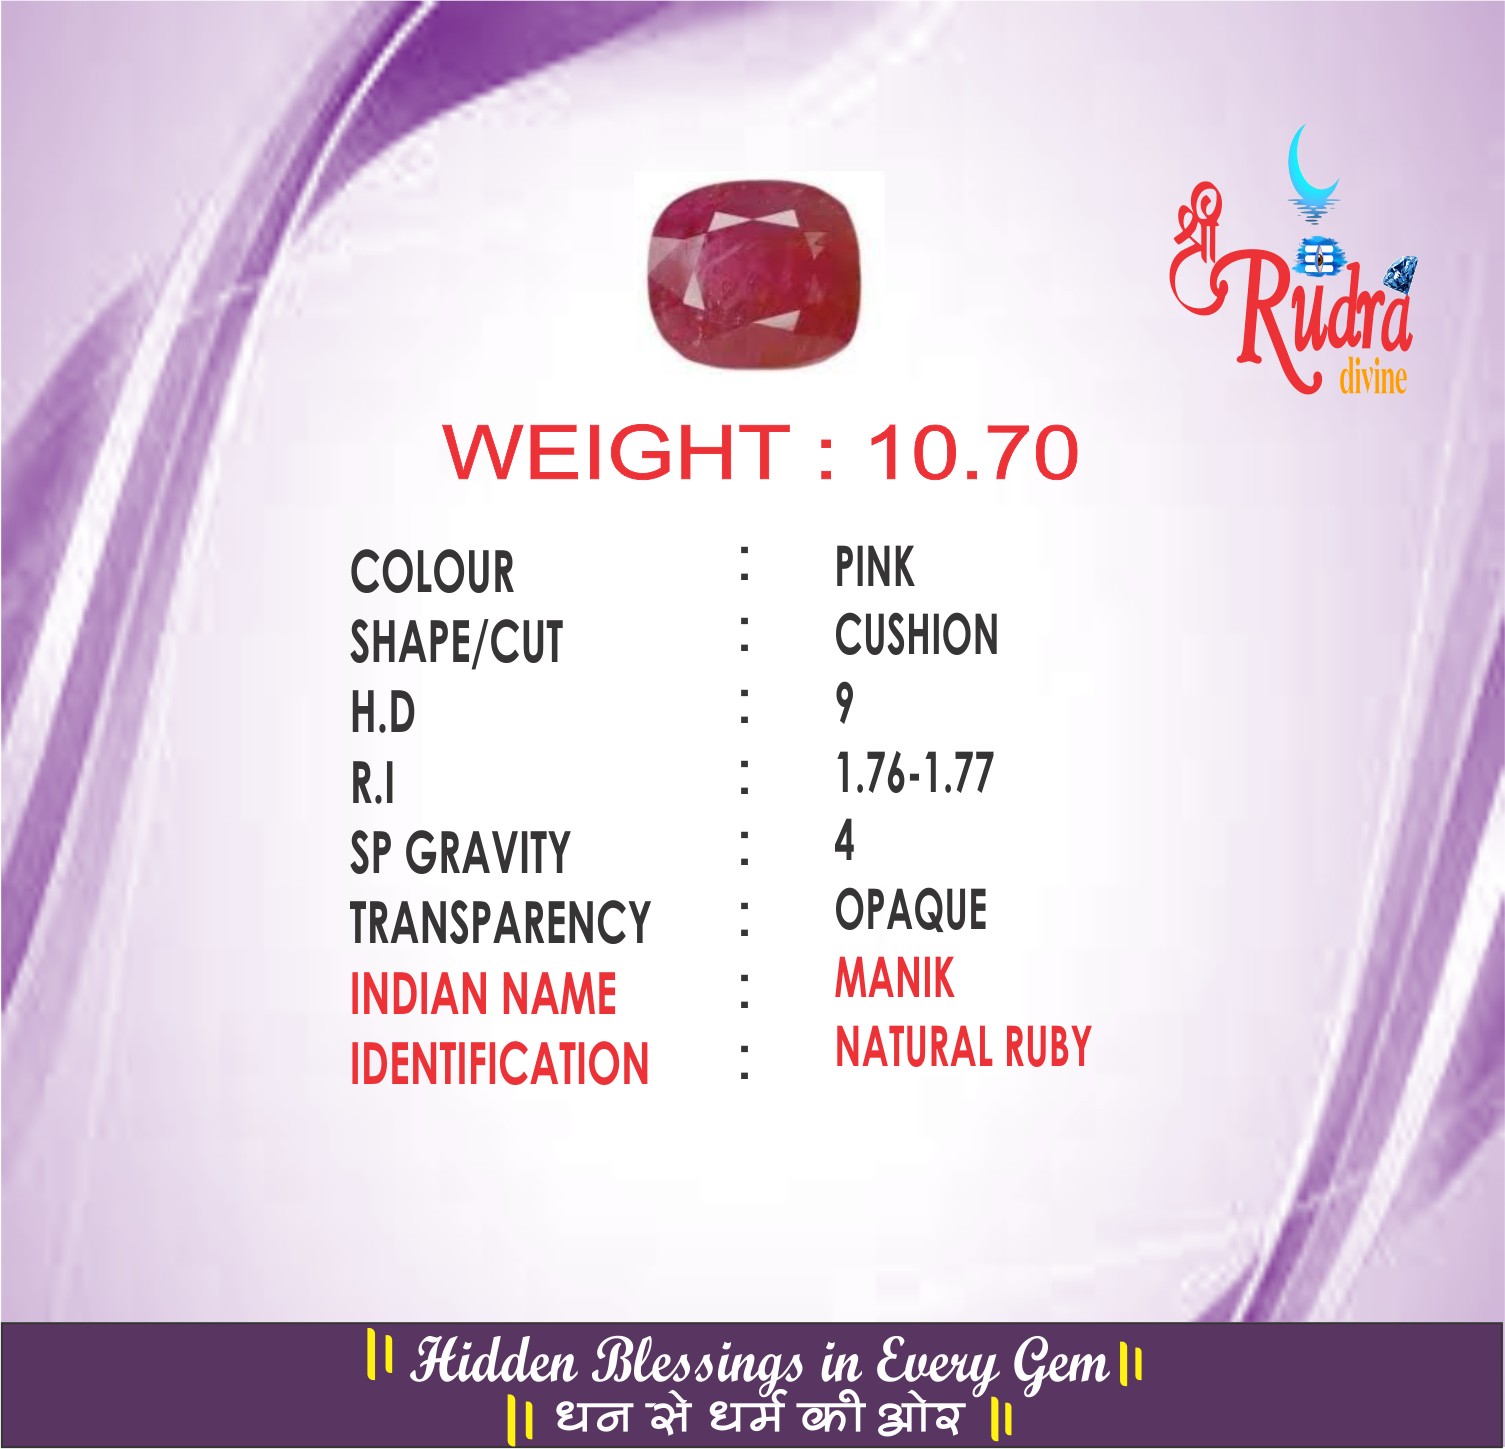 श्री Rudra
divine
WEIGHT : 10.70
COLOUR : PINK
SHAPE/CUT : CUSHION
H.D : 9
R.I : 1.76-1.77
SP GRAVITY : 4
TRANSPARENCY : OPAQUE
INDIAN NAME : MANIK
IDENTIFICATION : NATURAL RUBY
॥ Hidden Blessings in Every Gem ॥
॥ धन से धर्म की ओर ॥